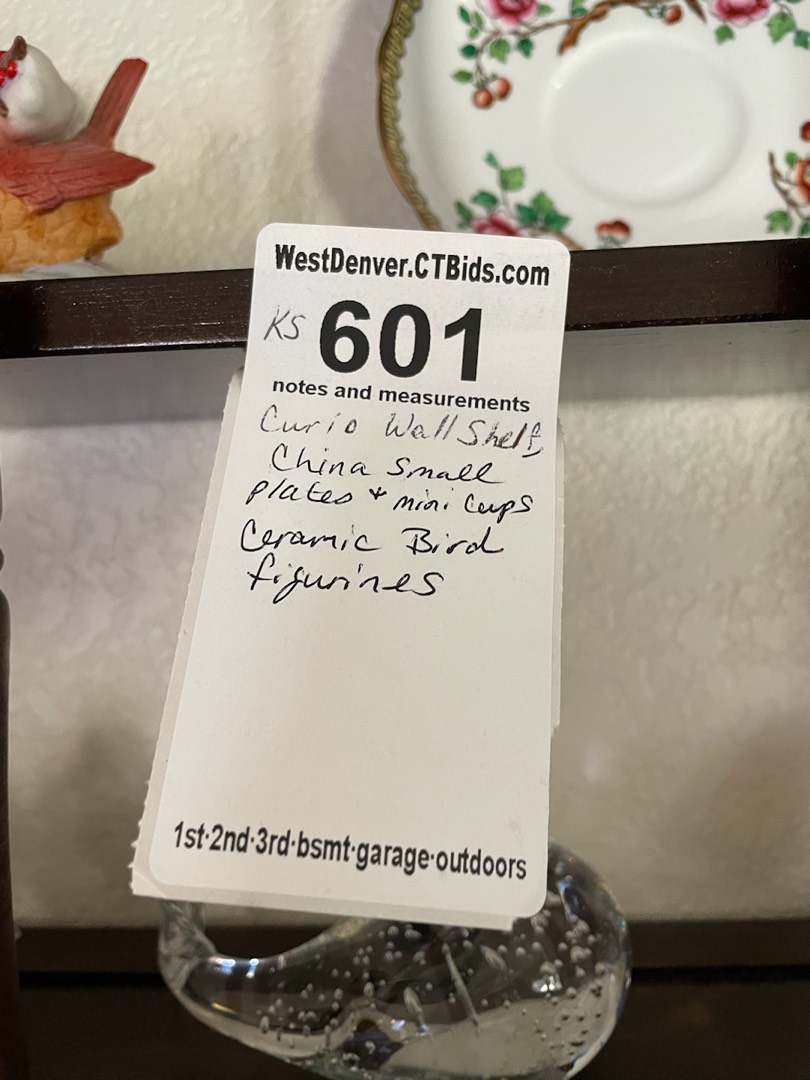 WestDenver.CTBids.com
KS 601
notes and measurements
Curio Wall Shelf,
China Small
plates + mini Cups
Ceramic Bird
figurines
1st·2nd·3rd·bsmt·garage·outdoors